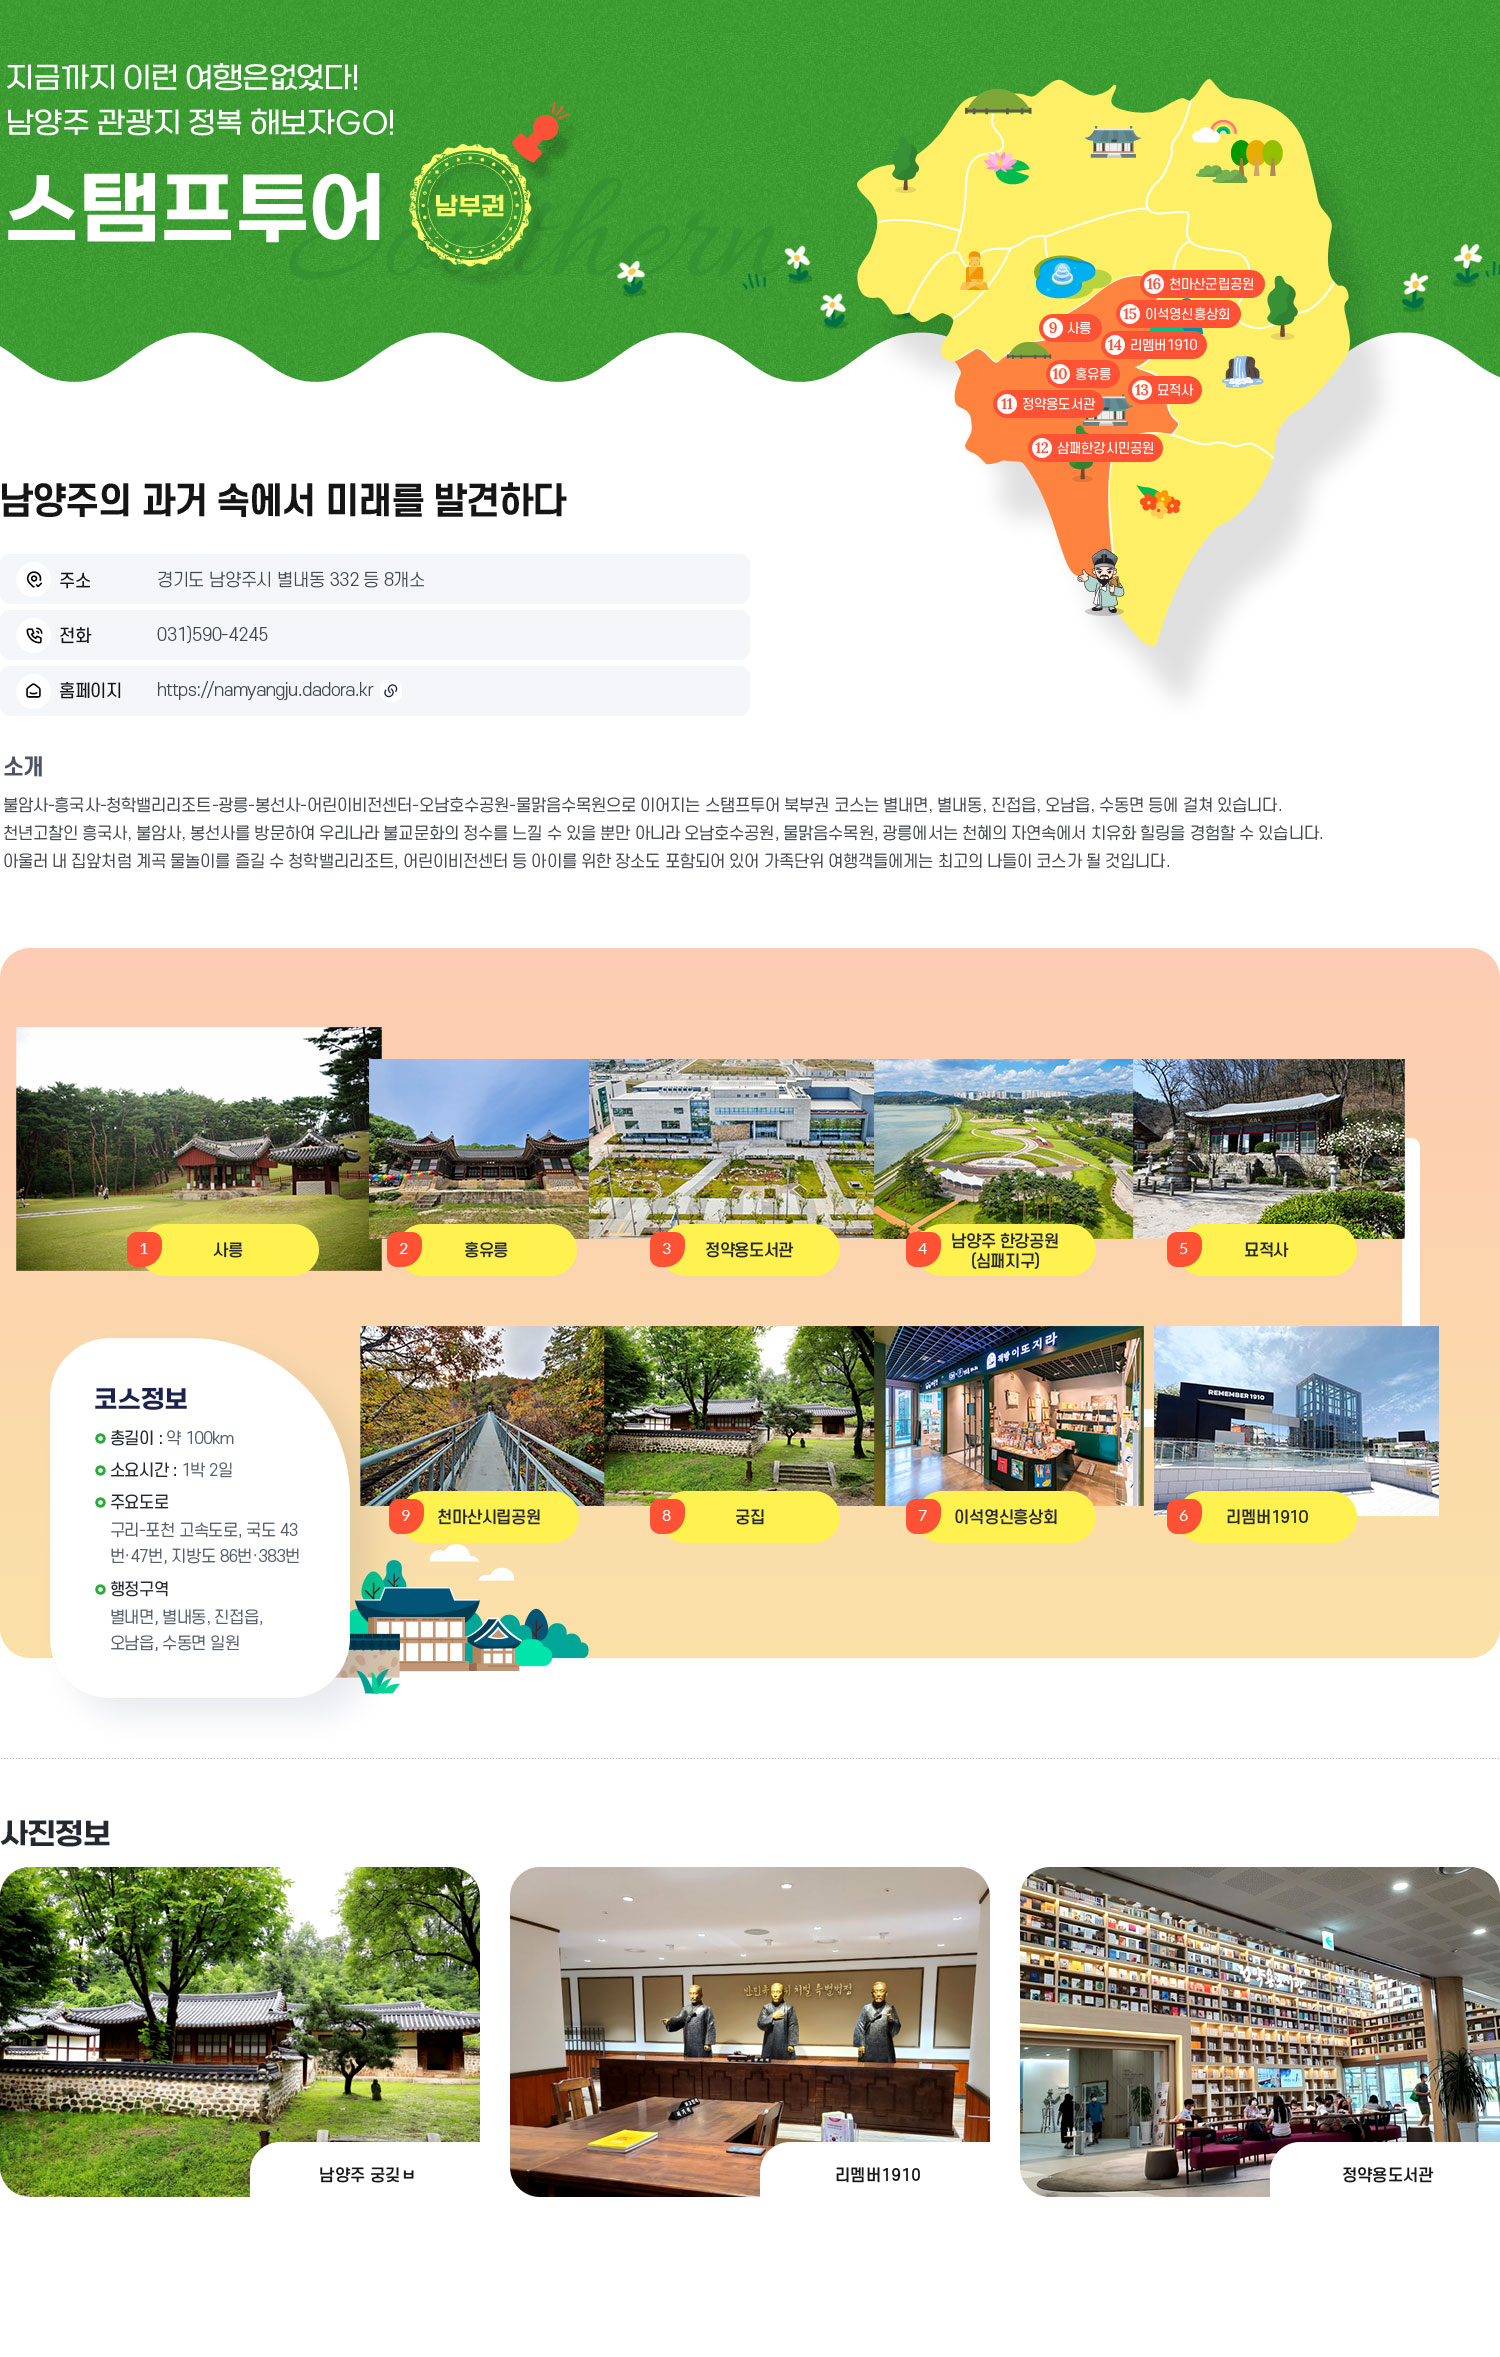 지금까지 이런 여행은없었다!
남양주 관광지 정복 해보자GO!
스탬프투어
남부권
Southern
16 천마산군립공원
15 이석영신흥상회
9 사릉
14 리멤버1910
10 홍유릉
13 묘적사
11 정약용도서관
12 삼패한강시민공원
남양주의 과거 속에서 미래를 발견하다
주소 경기도 남양주시 별내동 332 등 8개소
전화 031)590-4245
홈페이지 https://namyangju.dadora.kr
소개
불암사-흥국사-청학밸리리조트-광릉-봉선사-어린이비전센터-오남호수공원-물맑음수목원으로 이어지는 스탬프투어 북부권 코스는 별내면, 별내동, 진접읍, 오남읍, 수동면 등에 걸쳐 있습니다.
천년고찰인 흥국사, 불암사, 봉선사를 방문하여 우리나라 불교문화의 정수를 느낄 수 있을 뿐만 아니라 오남호수공원, 물맑음수목원, 광릉에서는 천혜의 자연속에서 치유화 힐링을 경험할 수 있습니다.
아울러 내 집앞처럼 계곡 물놀이를 즐길 수 청학밸리리조트, 어린이비전센터 등 아이를 위한 장소도 포함되어 있어 가족단위 여행객들에게는 최고의 나들이 코스가 될 것입니다.
1 사릉
2 홍유릉
3 정약용도서관
4 남양주 한강공원
(심패지구)
5 묘적사
책방 이도지라
REMEMBER 1910
9 천마산시립공원
8 궁집
7 이석영신흥상회
6 리멤버1910
코스정보
총길이 : 약 100km
소요시간 : 1박 2일
주요도로
구리-포천 고속도로, 국도 43
번·47번, 지방도 86번·383번
행정구역
별내면, 별내동, 진접읍,
오남읍, 수동면 일원
사진정보
남양주 궁깆ㅂ
리멤버1910
정약용도서관